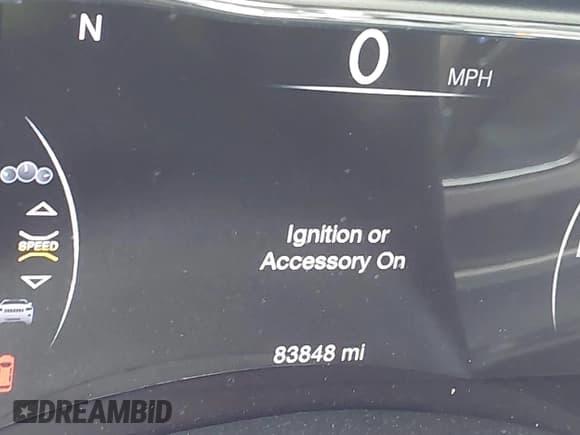 N
0
MPH
SPEED
Ignition or
Accessory On
83848 mi
DREAMBID